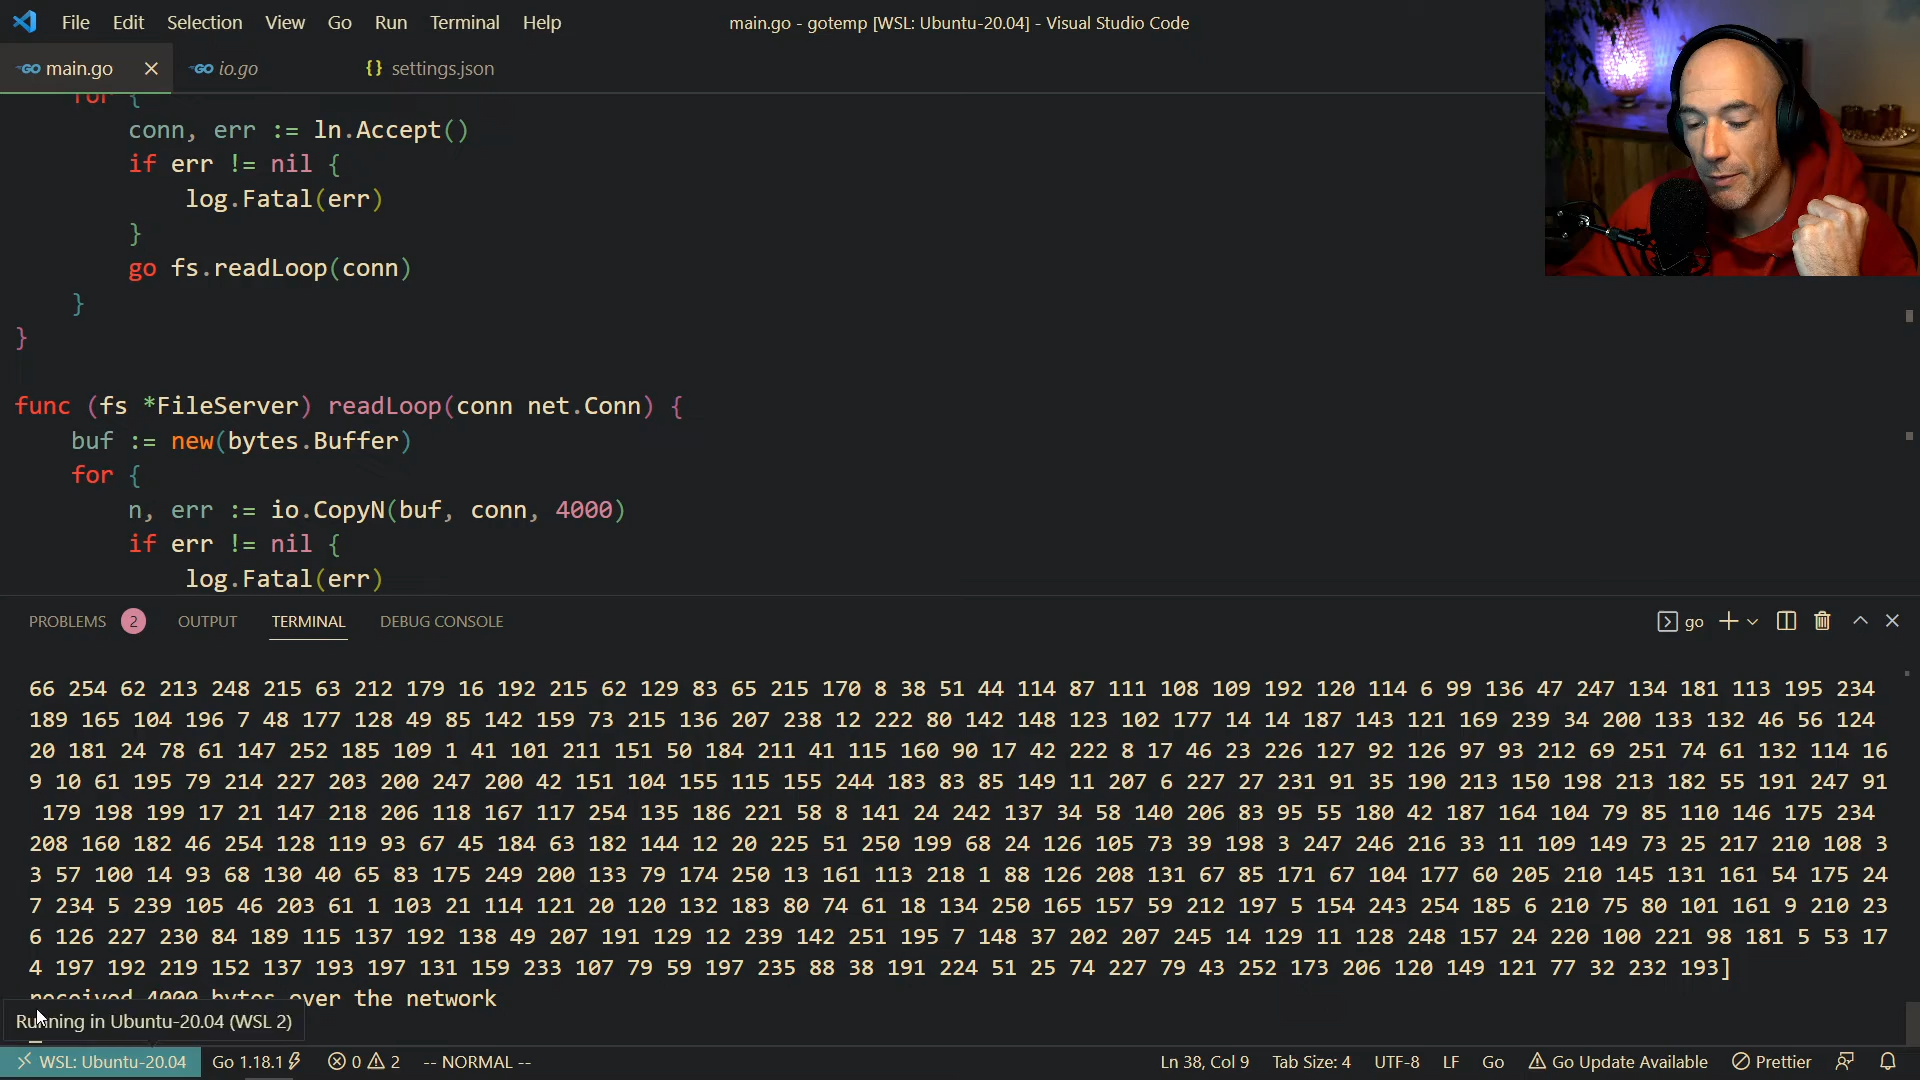 File Edit Selection View Go Run Terminal Help
main.go - gotemp [WSL: Ubuntu-20.04] - Visual Studio Code
GO main.go
GO io.go
{} settings.json
for {
conn, err := ln.Accept()
if err != nil {
log.Fatal(err)
}
go fs.readLoop(conn)
}
}
func (fs *FileServer) readLoop(conn net.Conn) {
buf := new(bytes.Buffer)
for {
n, err := io.CopyN(buf, conn, 4000)
if err != nil {
log.Fatal(err)
PROBLEMS 2 OUTPUT TERMINAL DEBUG CONSOLE
go
66 254 62 213 248 215 63 212 179 16 192 215 62 129 83 65 215 170 8 38 51 44 114 87 111 108 109 192 120 114 6 99 136 47 247 134 181 113 195 234
189 165 104 196 7 48 177 128 49 85 142 159 73 215 136 207 238 12 222 80 142 148 123 102 177 14 14 187 143 121 169 239 34 200 133 132 46 56 124
20 181 24 78 61 147 252 185 109 1 41 101 211 151 50 184 211 41 115 160 90 17 42 222 8 17 46 23 226 127 92 126 97 93 212 69 251 74 61 132 114 16
9 10 61 195 79 214 227 203 200 247 200 42 151 104 155 115 155 244 183 83 85 149 11 207 6 227 27 231 91 35 190 213 150 198 213 182 55 191 247 91
179 198 199 17 21 147 218 206 118 167 117 254 135 186 221 58 8 141 24 242 137 34 58 140 206 83 95 55 180 42 187 164 104 79 85 110 146 175 234
208 160 182 46 254 128 119 93 67 45 184 63 182 144 12 20 225 51 250 199 68 24 126 105 73 39 198 3 247 246 216 33 11 109 149 73 25 217 210 108 3
3 57 100 14 93 68 130 40 65 83 175 249 200 133 79 174 250 13 161 113 218 1 88 126 208 131 67 85 171 67 104 177 60 205 210 145 131 161 54 175 24
7 234 5 239 105 46 203 61 1 103 21 114 121 20 120 132 183 80 74 61 18 134 250 165 157 59 212 197 5 154 243 254 185 6 210 75 80 101 161 9 210 23
6 126 227 230 84 189 115 137 192 138 49 207 191 129 12 239 142 251 195 7 148 37 202 207 245 14 129 11 128 248 157 24 220 100 221 98 181 5 53 17
4 197 192 219 152 137 193 197 131 159 233 107 79 59 197 235 88 38 191 224 51 25 74 227 79 43 252 173 206 120 149 121 77 32 232 193]
received 4000 bytes over the network
Running in Ubuntu-20.04 (WSL 2)
WSL: Ubuntu-20.04 Go 1.18.1 0 2 -- NORMAL -- Ln 38, Col 9 Tab Size: 4 UTF-8 LF Go Go Update Available Prettier